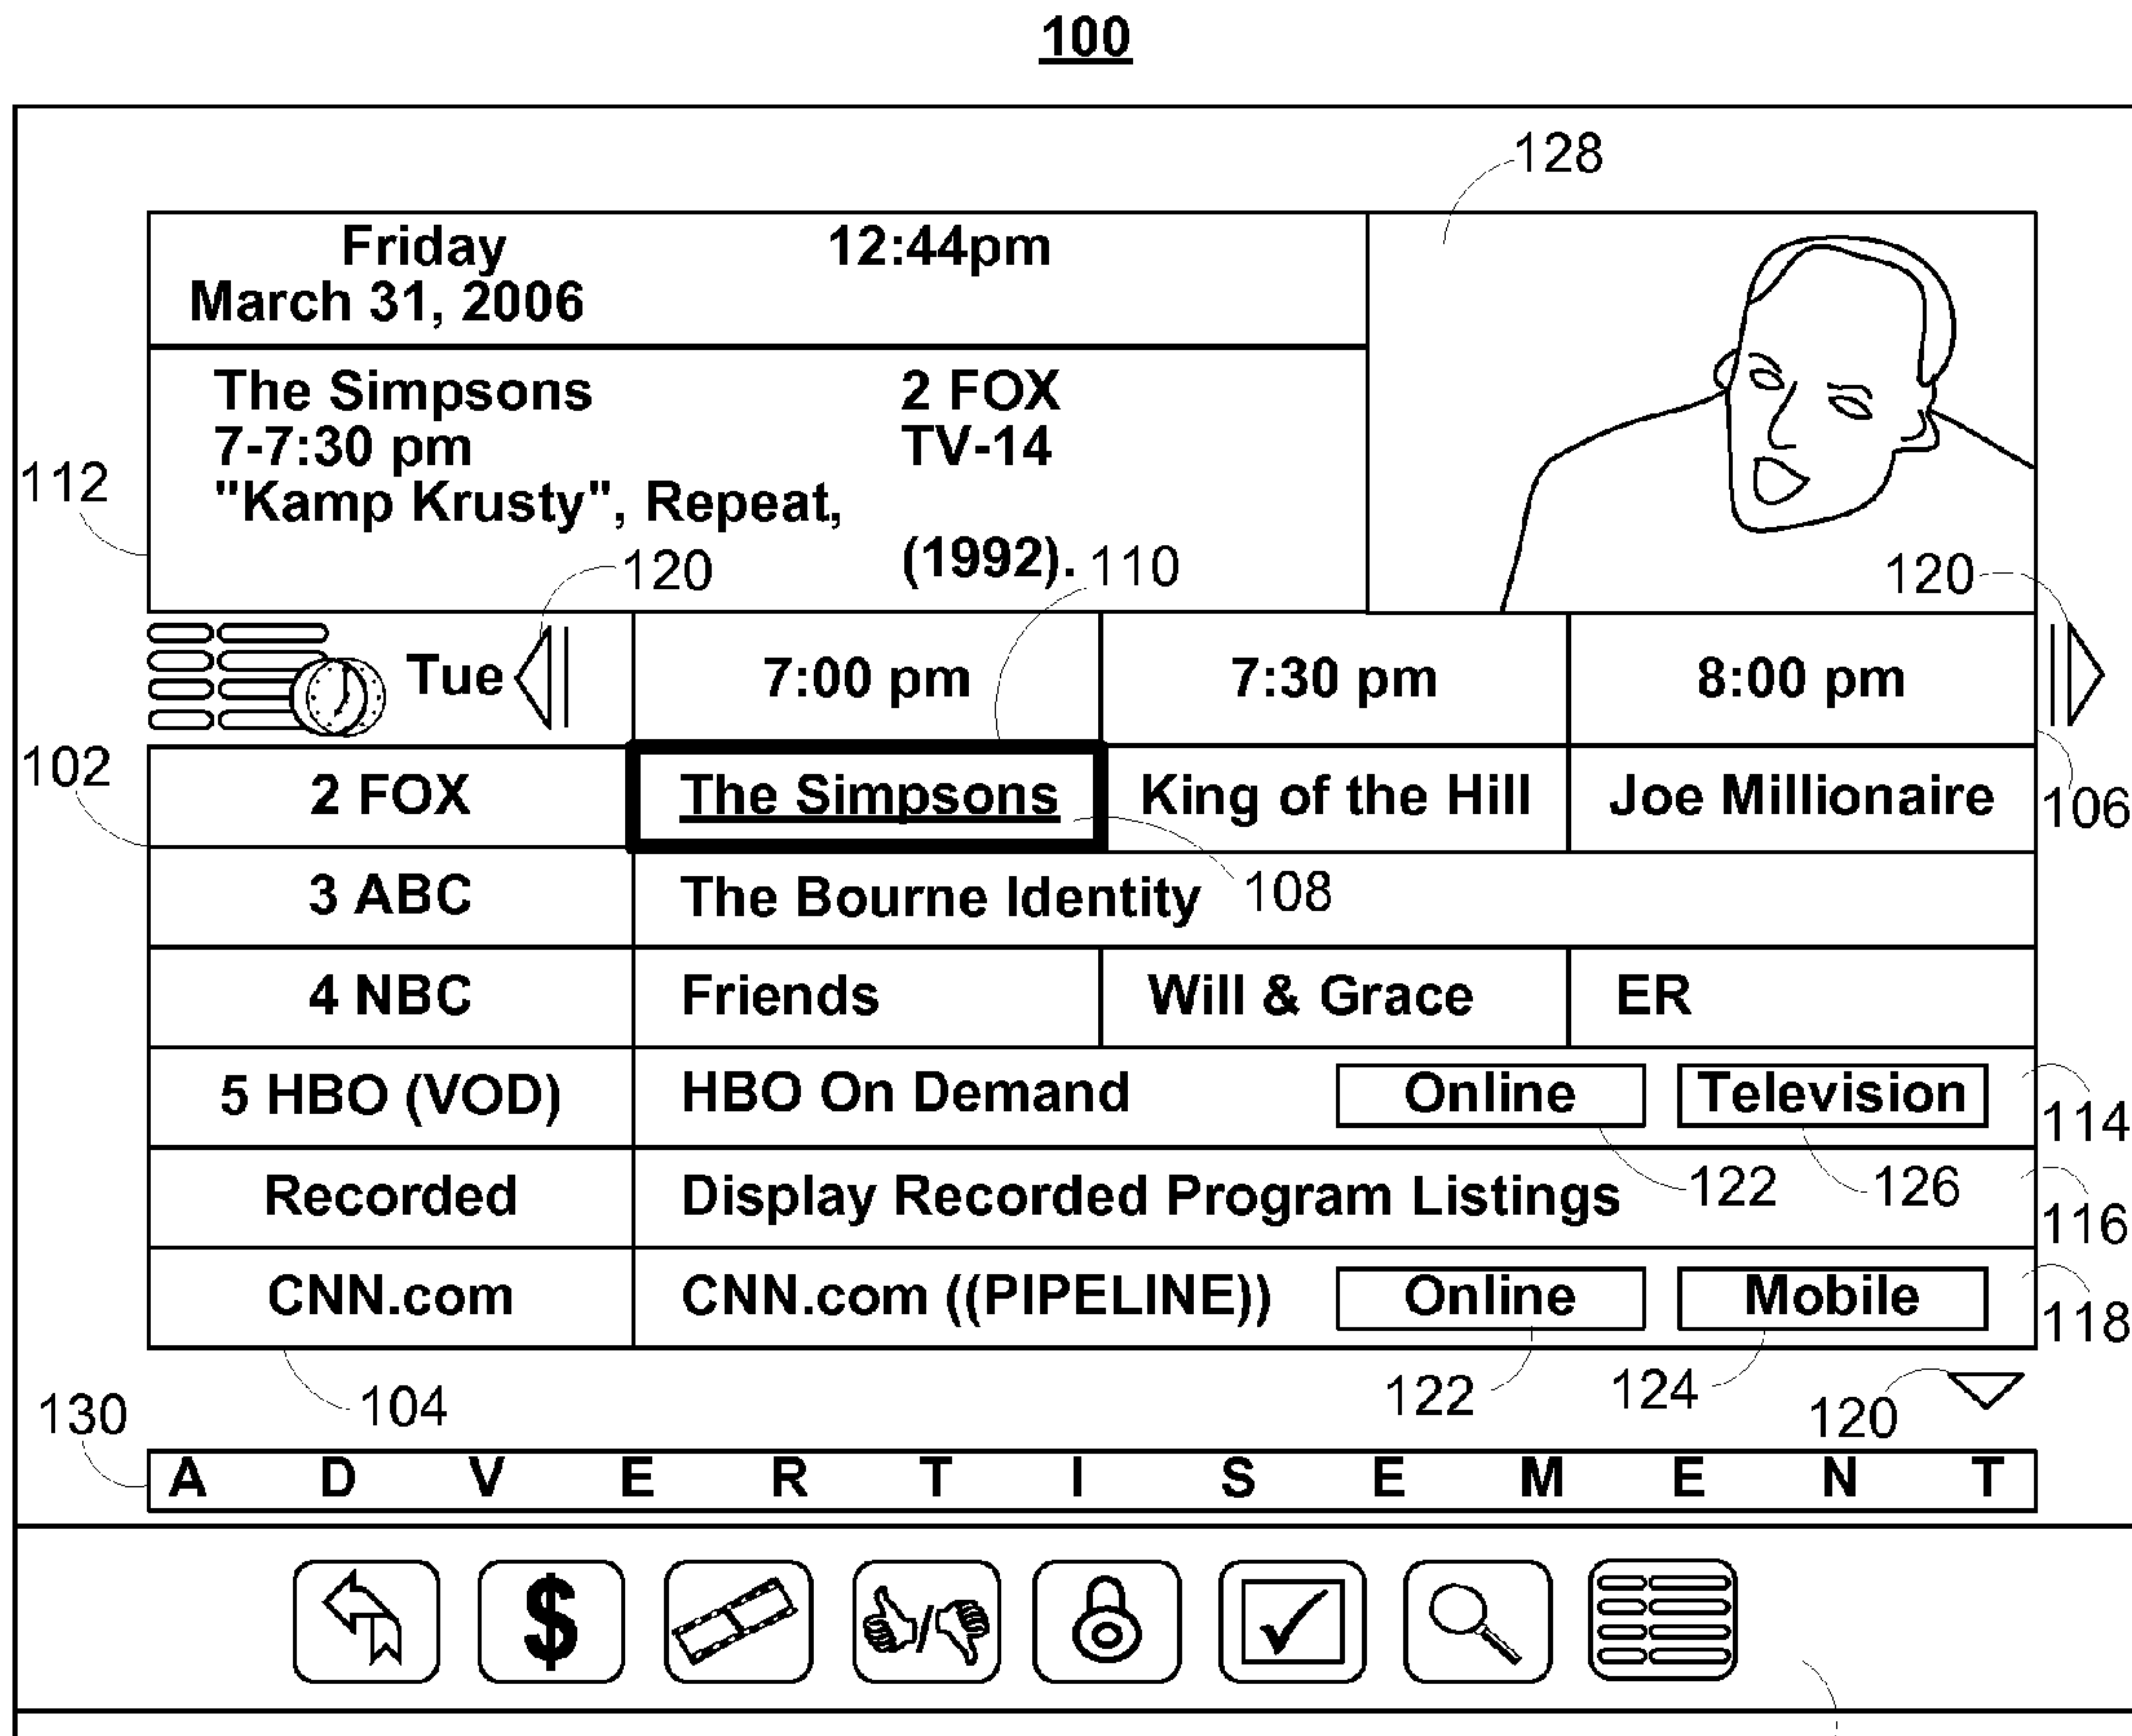 100
128
Friday 12:44pm
March 31, 2006
The Simpsons 2 FOX
7-7:30 pm TV-14
112
"Kamp Krusty", Repeat,
(1992).
120 110 120
Tue 7:00 pm 7:30 pm 8:00 pm
102
2 FOX The Simpsons King of the Hill Joe Millionaire
106
3 ABC The Bourne Identity 108
4 NBC Friends Will & Grace ER
5 HBO (VOD) HBO On Demand Online Television
114
Recorded Display Recorded Program Listings 122 126
116
CNN.com CNN.com ((PIPELINE)) Online Mobile
118
130 104 122 124 120
A D V E R T I S E M E N T
$